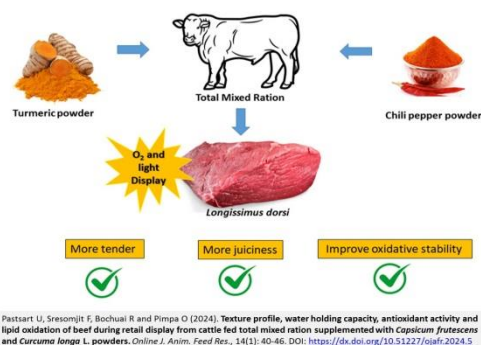 Turmeric powder
Total Mixed Ration
Chili pepper powder
O₂ and
light
Display
Longissimus dorsi
More tender
More juiciness
Improve oxidative stability
Pastsart U, Sresomjit F, Bochuai R and Pimpa O (2024). Texture profile, water holding capacity, antioxidant activity and
lipid oxidation of beef during retail display from cattle fed total mixed ration supplemented with Capsicum frutescens
and Curcuma longa L. powders. Online J. Anim. Feed Res., 14(1): 40-46. DOI: https://dx.doi.org/10.51227/ojafr.2024.5